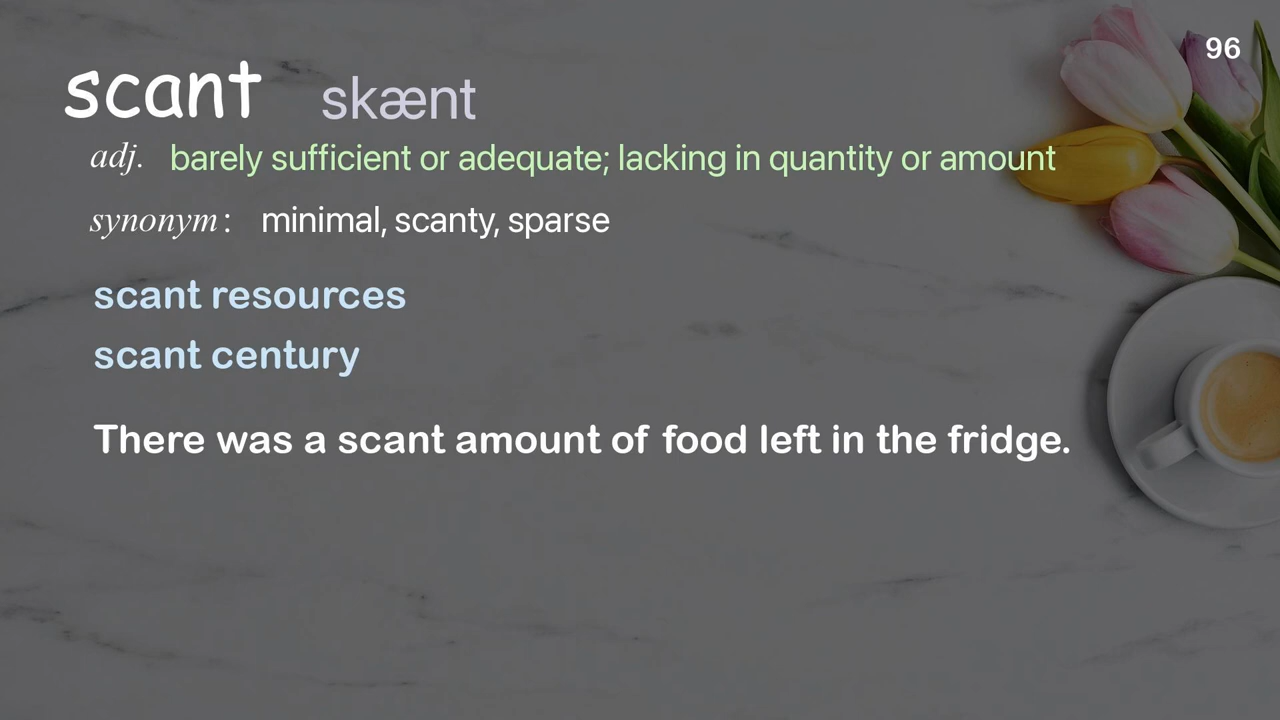 96
scant skænt
adj. barely sufficient or adequate; lacking in quantity or amount
synonym: minimal, scanty, sparse
scant resources
scant century
There was a scant amount of food left in the fridge.